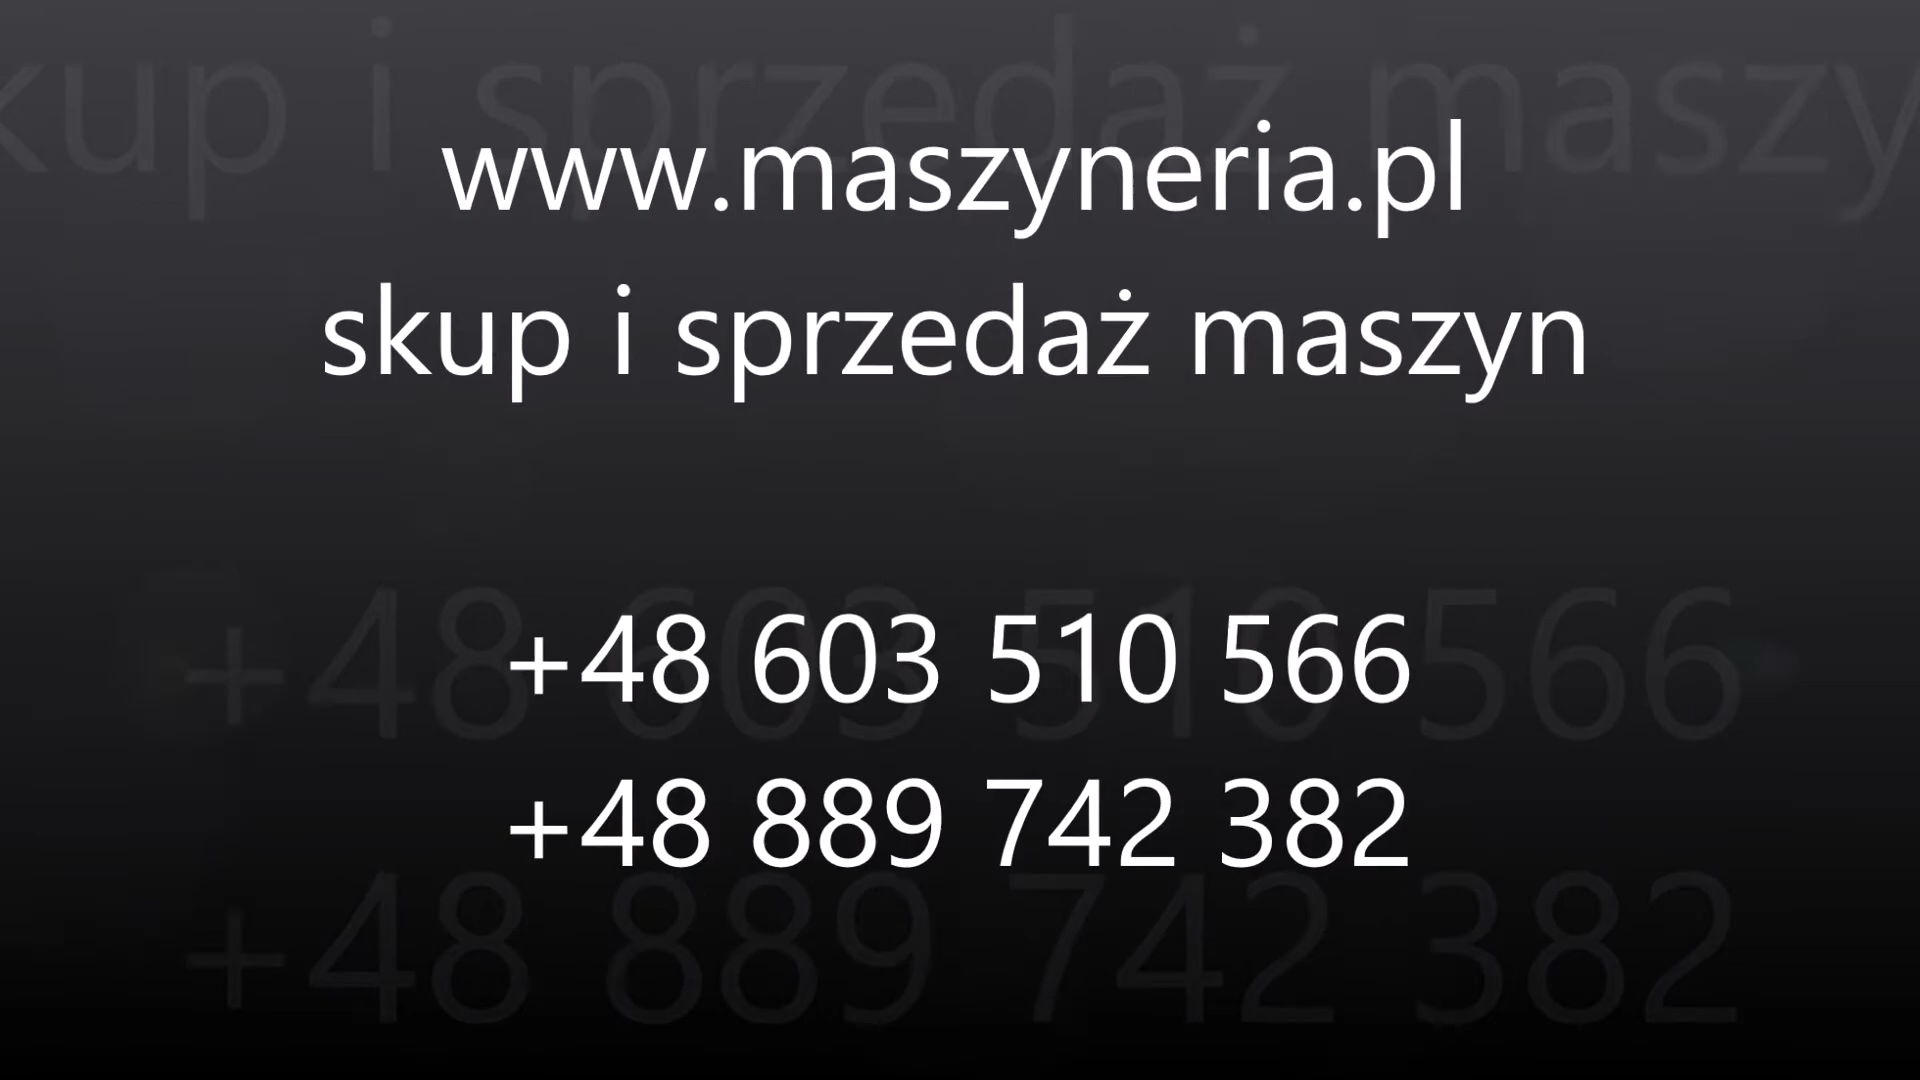 www.maszyneria.pl
skup i sprzedaż maszyn
+48 603 510 566
+48 889 742 382